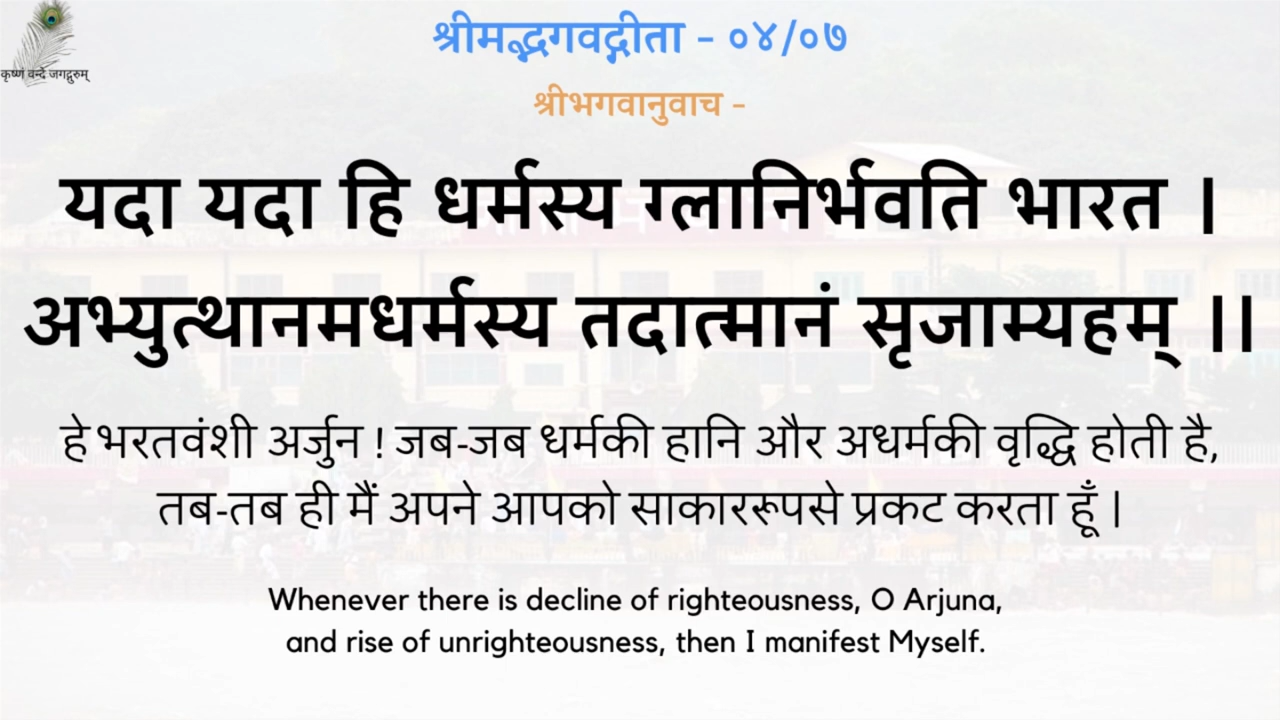 कृष्णं वन्दे जगद्गुरुम्
श्रीमद्भगवद्गीता - ०४/०७
श्रीभगवानुवाच -
यदा यदा हि धर्मस्य ग्लानिर्भवति भारत ।
अभ्युत्थानमधर्मस्य तदात्मानं सृजाम्यहम् ।।
हे भरतवंशी अर्जुन ! जब-जब धर्मकी हानि और अधर्मकी वृद्धि होती है,
तब-तब ही मैं अपने आपको साकाररूपसे प्रकट करता हूँ ।
Whenever there is decline of righteousness, O Arjuna,
and rise of unrighteousness, then I manifest Myself.